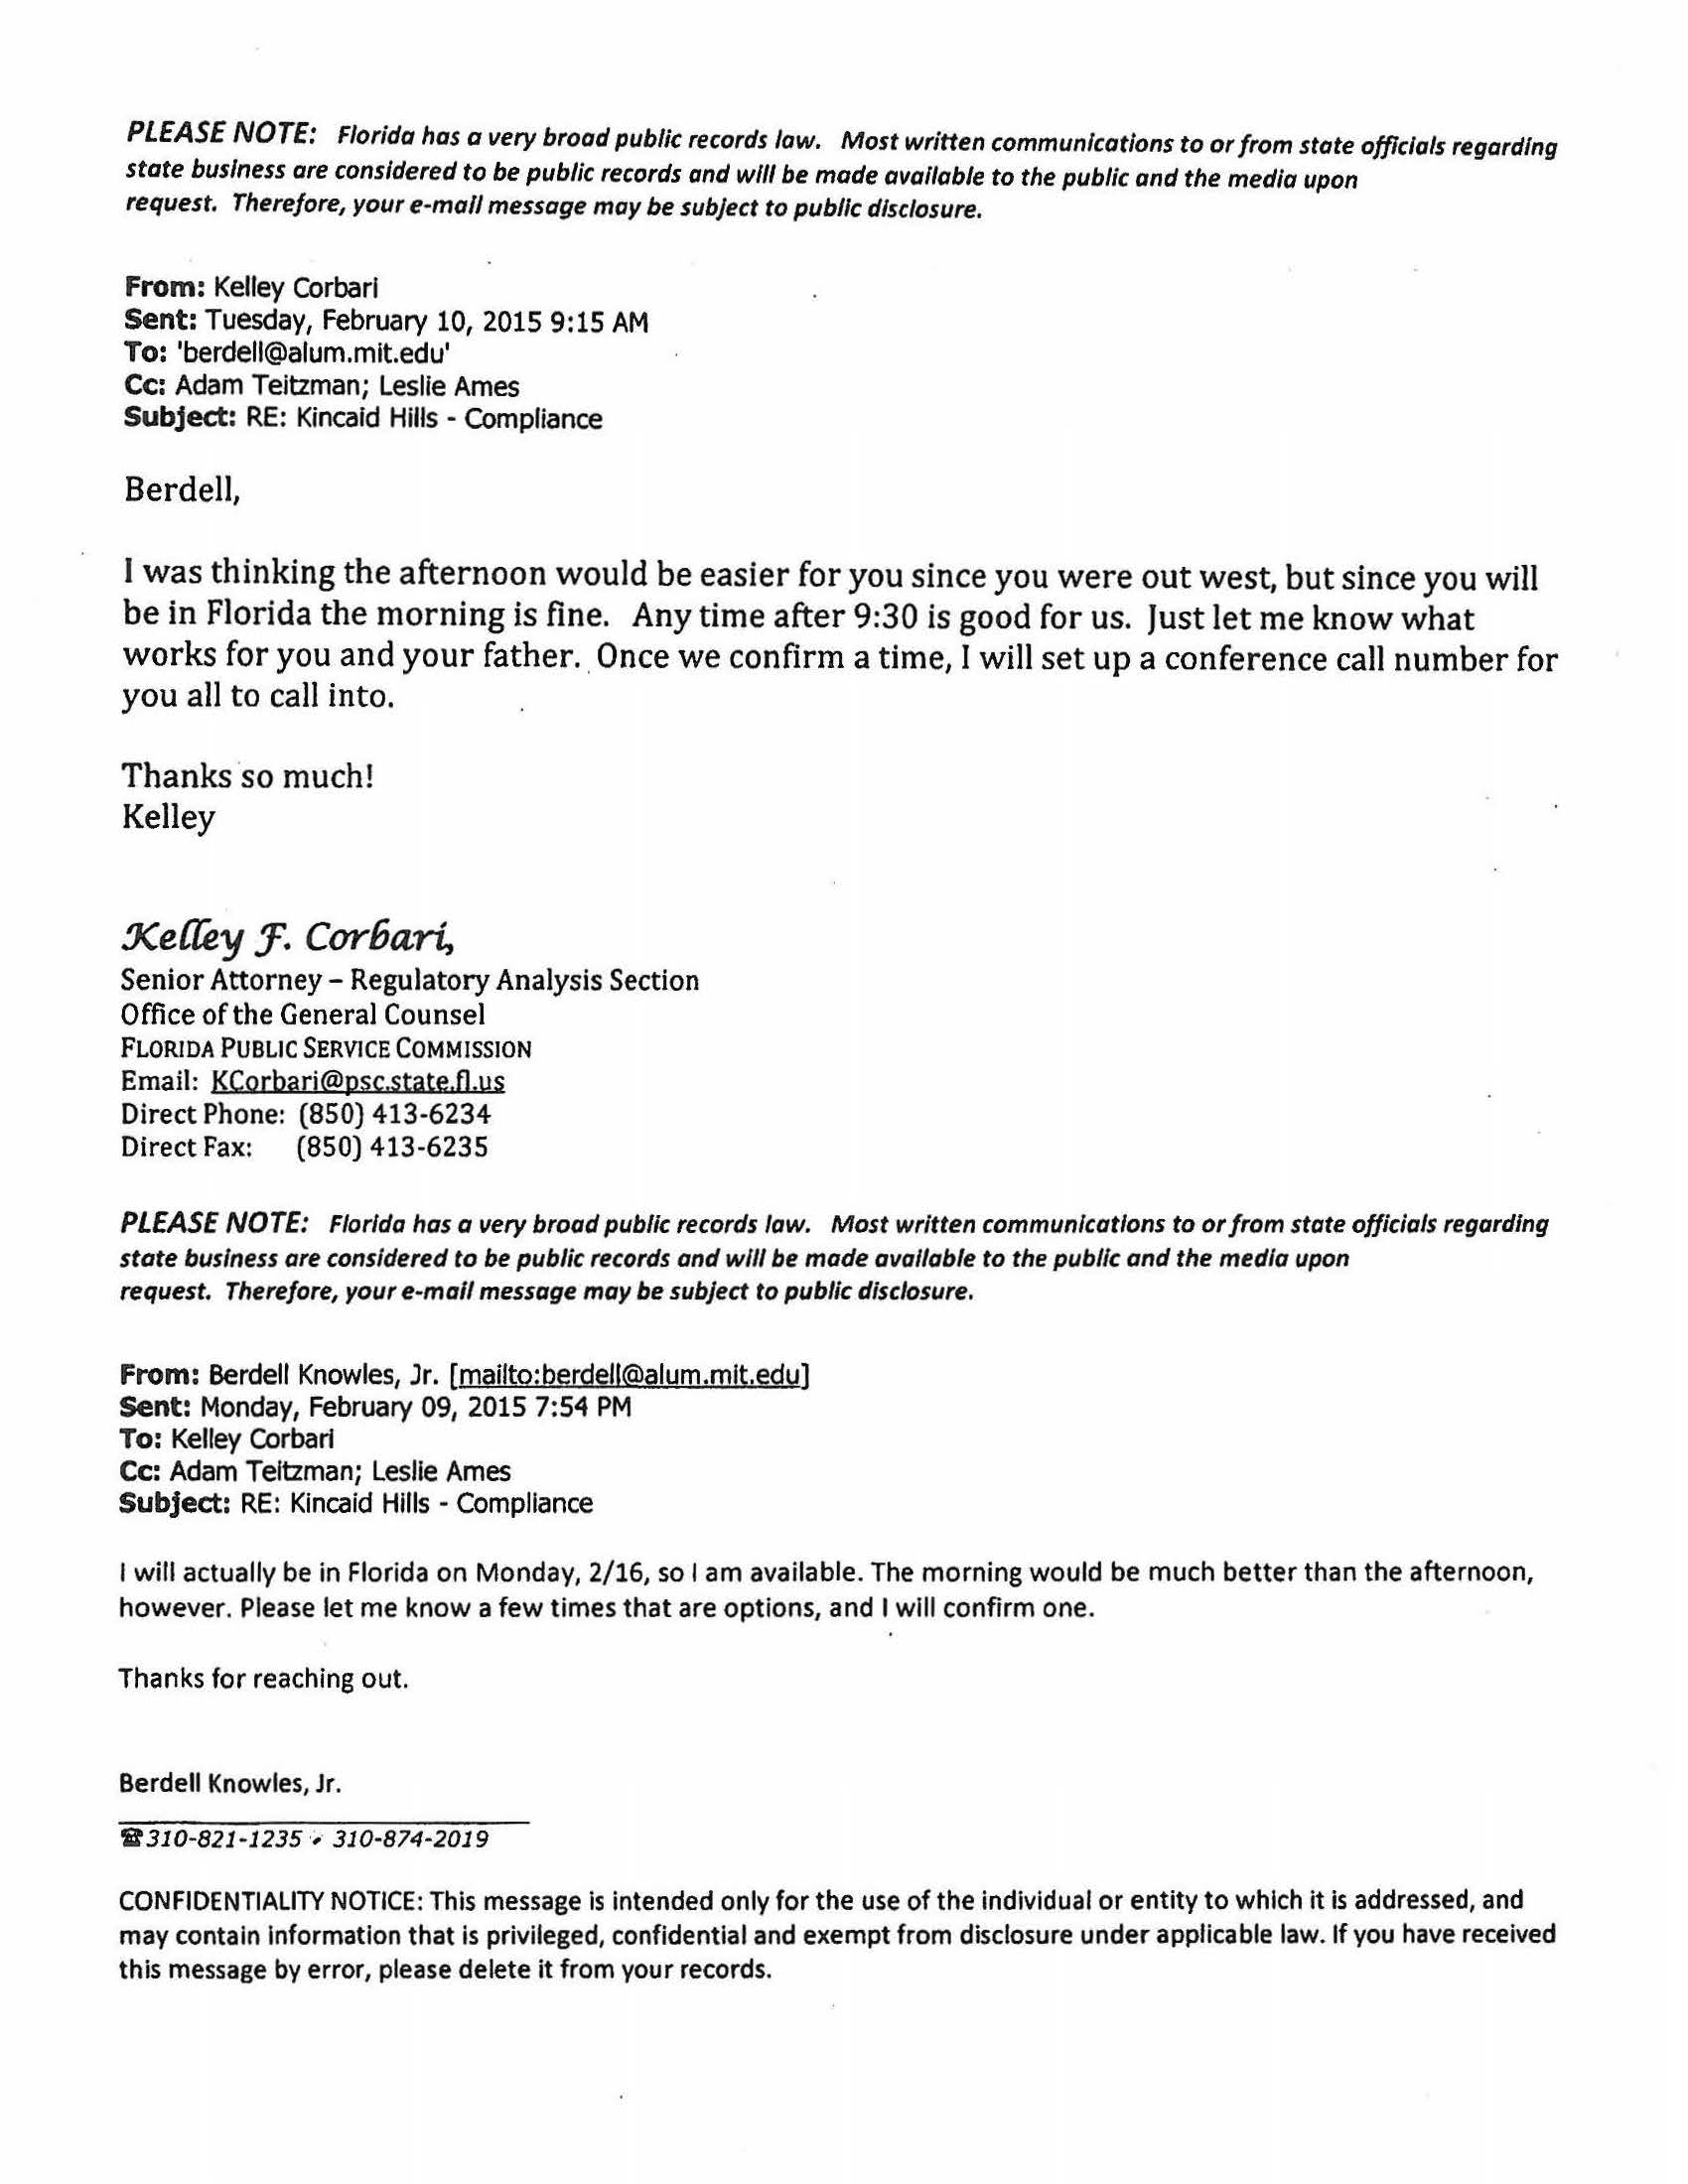 PLEASE NOTE: Florida has a very broad public records law. Most written communications to or from state officials regarding
state business are considered to be public records and will be made available to the public and the media upon
request. Therefore, your e-mail message may be subject to public disclosure.
From: Kelley Corbari
Sent: Tuesday, February 10, 2015 9:15 AM
To: 'berdell@alum.mit.edu'
Cc: Adam Teitzman; Leslie Ames
Subject: RE: Kincaid Hills - Compliance
Berdell,
I was thinking the afternoon would be easier for you since you were out west, but since you will
be in Florida the morning is fine. Any time after 9:30 is good for us. Just let me know what
works for you and your father. Once we confirm a time, I will set up a conference call number for
you all to call into.
Thanks so much!
Kelley
Kelley F. Corbari,
Senior Attorney – Regulatory Analysis Section
Office of the General Counsel
FLORIDA PUBLIC SERVICE COMMISSION
Email: KCorbari@psc.state.fl.us
Direct Phone: (850) 413-6234
Direct Fax: (850) 413-6235
PLEASE NOTE: Florida has a very broad public records law. Most written communications to or from state officials regarding
state business are considered to be public records and will be made available to the public and the media upon
request. Therefore, your e-mail message may be subject to public disclosure.
From: Berdell Knowles, Jr. [mailto:berdell@alum.mit.edu]
Sent: Monday, February 09, 2015 7:54 PM
To: Kelley Corbari
Cc: Adam Teitzman; Leslie Ames
Subject: RE: Kincaid Hills - Compliance
I will actually be in Florida on Monday, 2/16, so I am available. The morning would be much better than the afternoon,
however. Please let me know a few times that are options, and I will confirm one.
Thanks for reaching out.
Berdell Knowles, Jr.
☎310-821-1235 • 310-874-2019
CONFIDENTIALITY NOTICE: This message is intended only for the use of the individual or entity to which it is addressed, and
may contain information that is privileged, confidential and exempt from disclosure under applicable law. If you have received
this message by error, please delete it from your records.